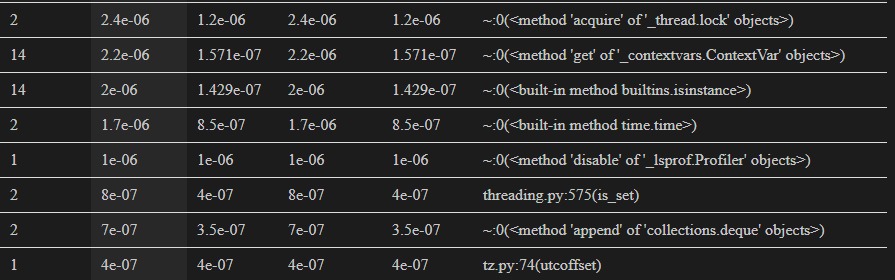 2 2.4e-06 1.2e-06 2.4e-06 1.2e-06 ~:0(<method 'acquire' of '_thread.lock' objects>)
14 2.2e-06 1.571e-07 2.2e-06 1.571e-07 ~:0(<method 'get' of '_contextvars.ContextVar' objects>)
14 2e-06 1.429e-07 2e-06 1.429e-07 ~:0(<built-in method builtins.isinstance>)
2 1.7e-06 8.5e-07 1.7e-06 8.5e-07 ~:0(<built-in method time.time>)
1 1e-06 1e-06 1e-06 1e-06 ~:0(<method 'disable' of '_lsprof.Profiler' objects>)
2 8e-07 4e-07 8e-07 4e-07 threading.py:575(is_set)
2 7e-07 3.5e-07 7e-07 3.5e-07 ~:0(<method 'append' of 'collections.deque' objects>)
1 4e-07 4e-07 4e-07 4e-07 tz.py:74(utcoffset)